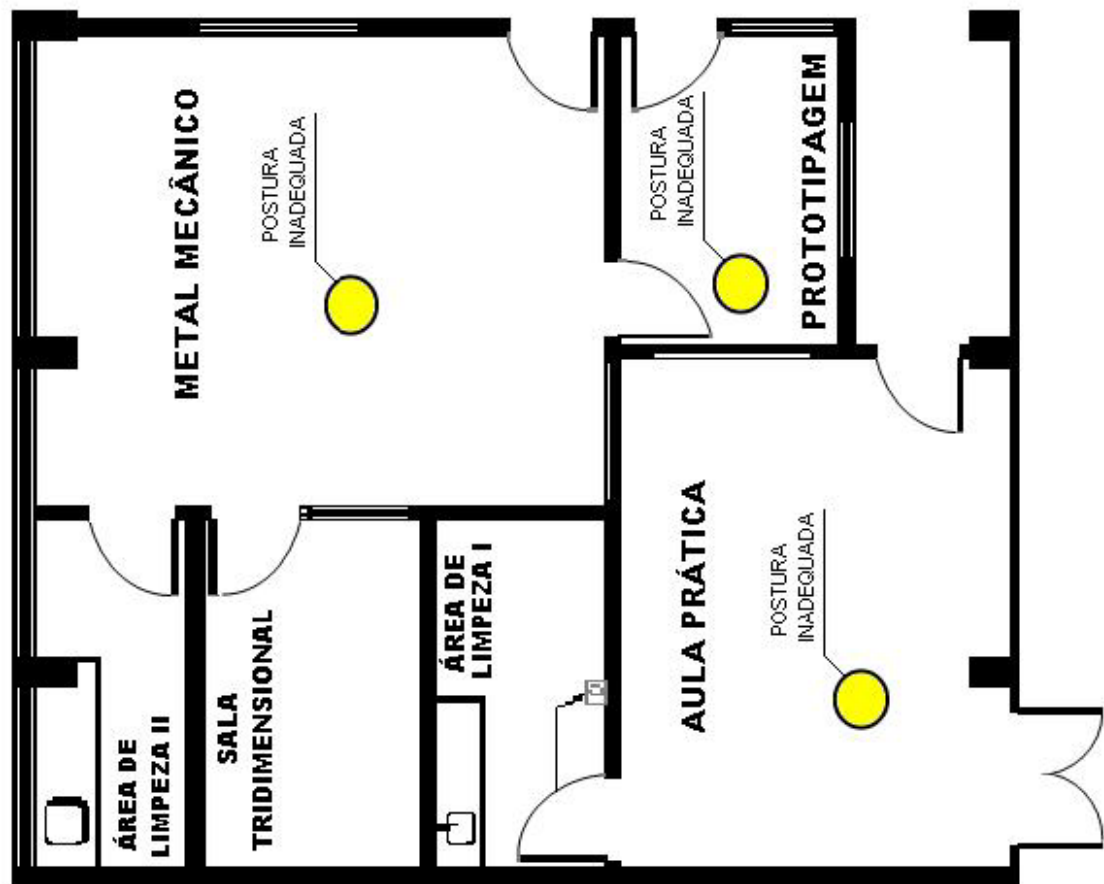 METAL MECÂNICO
POSTURA
INADEQUADA
POSTURA
INADEQUADA
PROTOTIPAGEM
ÁREA DE
LIMPEZA II
SALA
TRIDIMENSIONAL
ÁREA DE
LIMPEZA I
AULA PRÁTICA
POSTURA
INADEQUADA